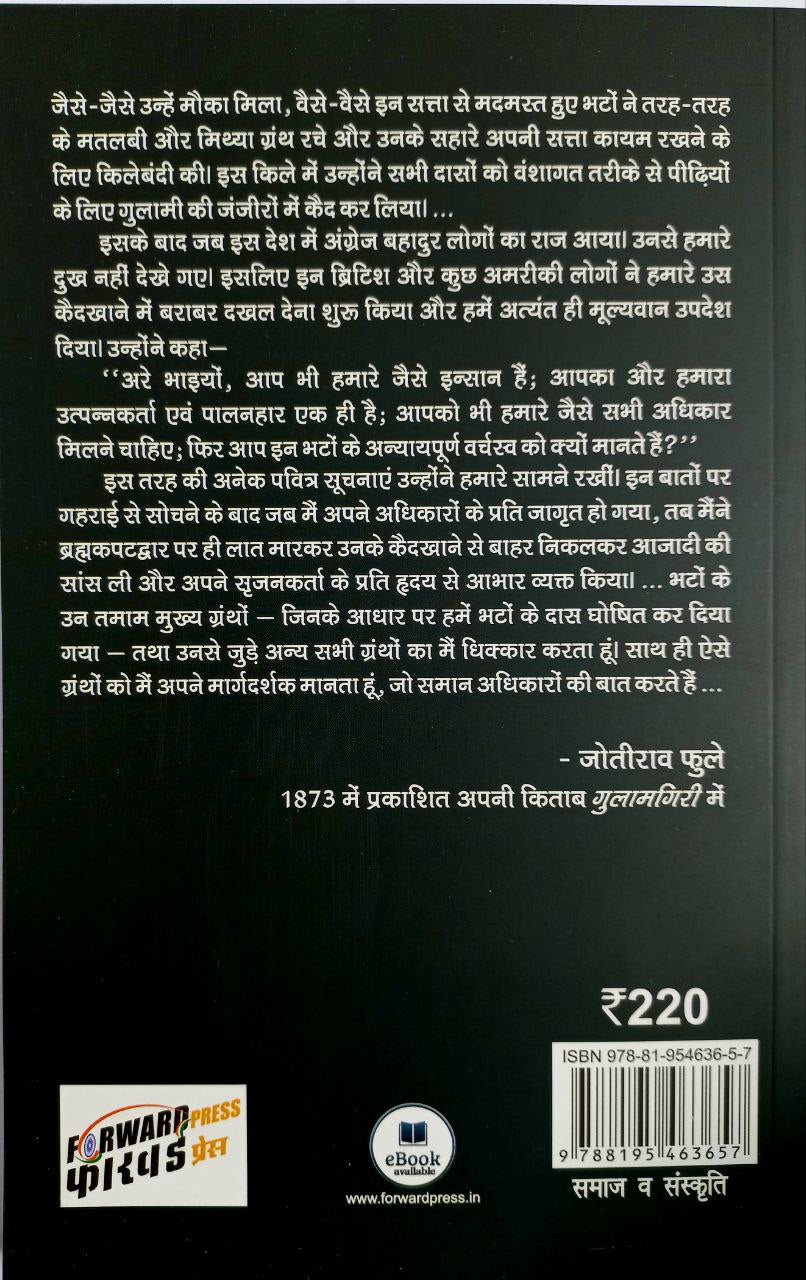 जैसे-जैसे उन्हें मौका मिला, वैसे-वैसे इन सत्ता से मदमस्त हुए भटों ने तरह-तरह
के मतलबी और मिथ्या ग्रंथ रचे और उनके सहारे अपनी सत्ता कायम रखने के
लिए किलेबंदी की। इस किले में उन्होंने सभी दासों को वंशागत तरीके से पीढ़ियों
के लिए गुलामी की जंजीरों में कैद कर लिया। ...
इसके बाद जब इस देश में अंग्रेज बहादुर लोगों का राज आया। उनसे हमारे
दुख नहीं देखे गए। इसलिए इन ब्रिटिश और कुछ अमरीकी लोगों ने हमारे उस
कैदखाने में बराबर दखल देना शुरू किया और हमें अत्यंत ही मूल्यवान उपदेश
दिया। उन्होंने कहा—
‘‘अरे भाइयों, आप भी हमारे जैसे इन्सान हैं; आपका और हमारा
उत्पन्नकर्ता एवं पालनहार एक ही है; आपको भी हमारे जैसे सभी अधिकार
मिलने चाहिए; फिर आप इन भटों के अन्यायपूर्ण वर्चस्व को क्यों मानते हैं?’’
इस तरह की अनेक पवित्र सूचनाएं उन्होंने हमारे सामने रखीं। इन बातों पर
गहराई से सोचने के बाद जब मैं अपने अधिकारों के प्रति जागृत हो गया, तब मैंने
ब्रह्मकपटद्वार पर ही लात मारकर उनके कैदखाने से बाहर निकलकर आजादी की
सांस ली और अपने सृजनकर्ता के प्रति हृदय से आभार व्यक्त किया। ... भटों के
उन तमाम मुख्य ग्रंथों — जिनके आधार पर हमें भटों के दास घोषित कर दिया
गया — तथा उनसे जुड़े अन्य सभी ग्रंथों का मैं धिक्कार करता हूं। साथ ही ऐसे
ग्रंथों को मैं अपने मार्गदर्शक मानता हूं, जो समान अधिकारों की बात करते हैं ...
- जोतीराव फुले
1873 में प्रकाशित अपनी किताब गुलामगिरी में
₹220
ISBN 978-81-954636-5-7
9 788195 463657
समाज व संस्कृति
FORWARD PRESS
फारवर्ड प्रेस
eBook
available
www.forwardpress.in